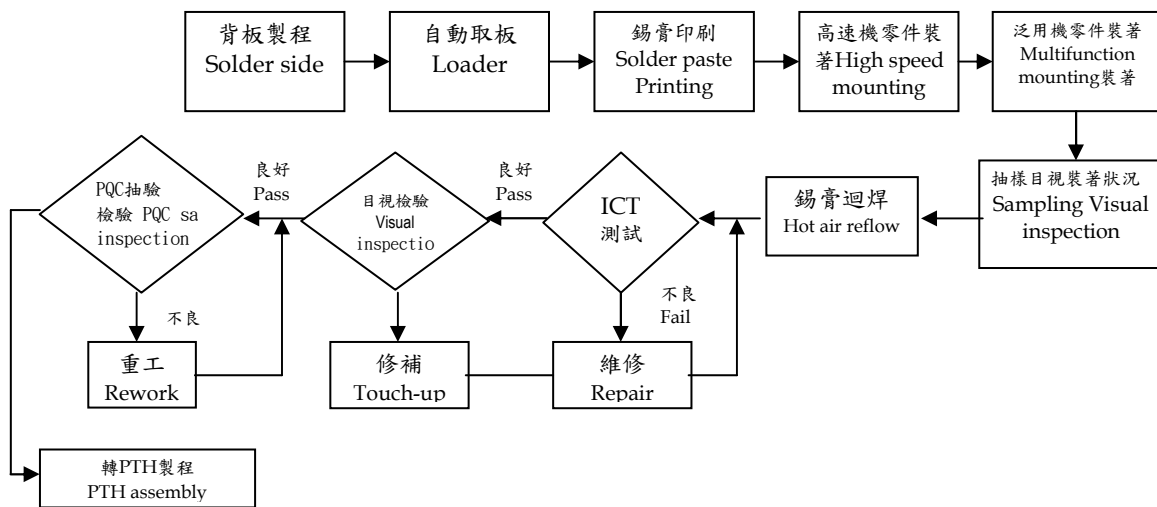 背板製程
Solder side
自動取板
Loader
錫膏印刷
Solder paste
Printing
高速機零件裝
著High speed
mounting
泛用機零件裝著
Multifunction
mounting裝著
抽樣目視裝著狀況
Sampling Visual
inspection
錫膏迴焊
Hot air reflow
ICT
測試
良好
Pass
不良
Fail
維修
Repair
目視檢驗
Visual
inspectio
良好
Pass
修補
Touch-up
PQC抽驗
檢驗 PQC sa
inspection
不良
重工
Rework
轉PTH製程
PTH assembly